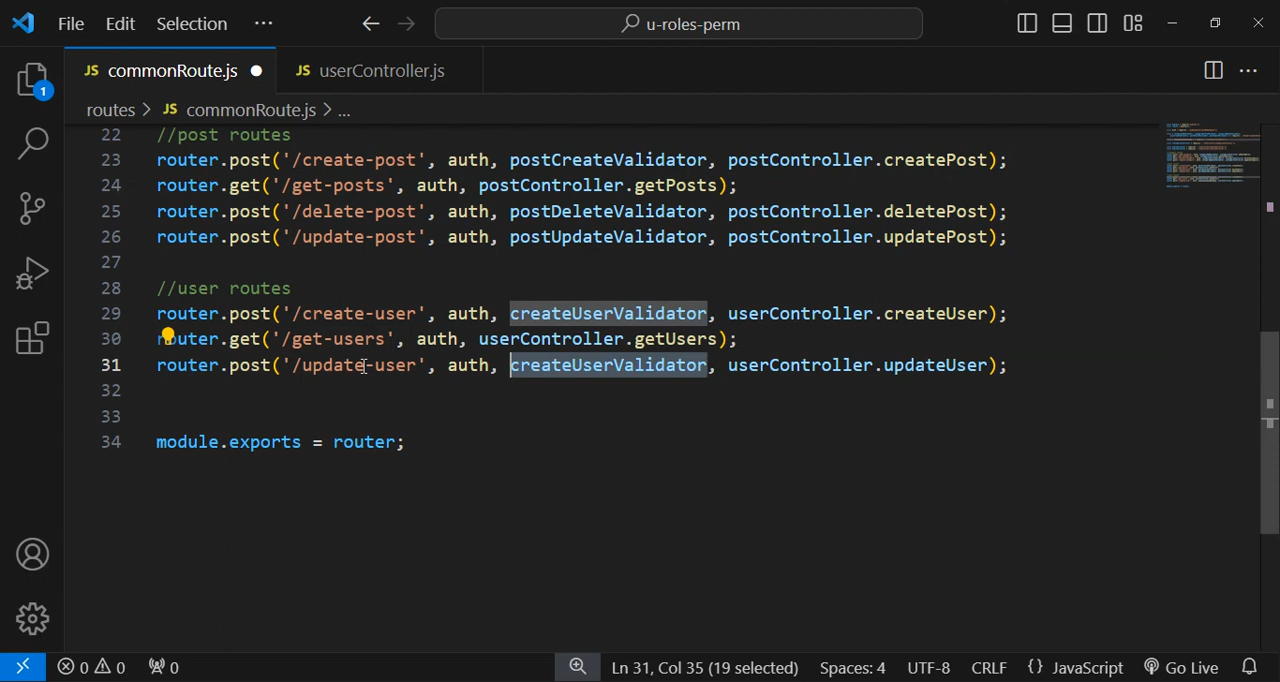 File Edit Selection ··· u-roles-perm
JS commonRoute.js JS userController.js
routes > JS commonRoute.js > ...
1
22 //post routes
23 router.post('/create-post', auth, postCreateValidator, postController.createPost);
24 router.get('/get-posts', auth, postController.getPosts);
25 router.post('/delete-post', auth, postDeleteValidator, postController.deletePost);
26 router.post('/update-post', auth, postUpdateValidator, postController.updatePost);
27
28 //user routes
29 router.post('/create-user', auth, createUserValidator, userController.createUser);
30 router.get('/get-users', auth, userController.getUsers);
31 router.post('/update-user', auth, createUserValidator, userController.updateUser);
32
33
34 module.exports = router;
0 0 0 Ln 31, Col 35 (19 selected) Spaces: 4 UTF-8 CRLF {} JavaScript Go Live